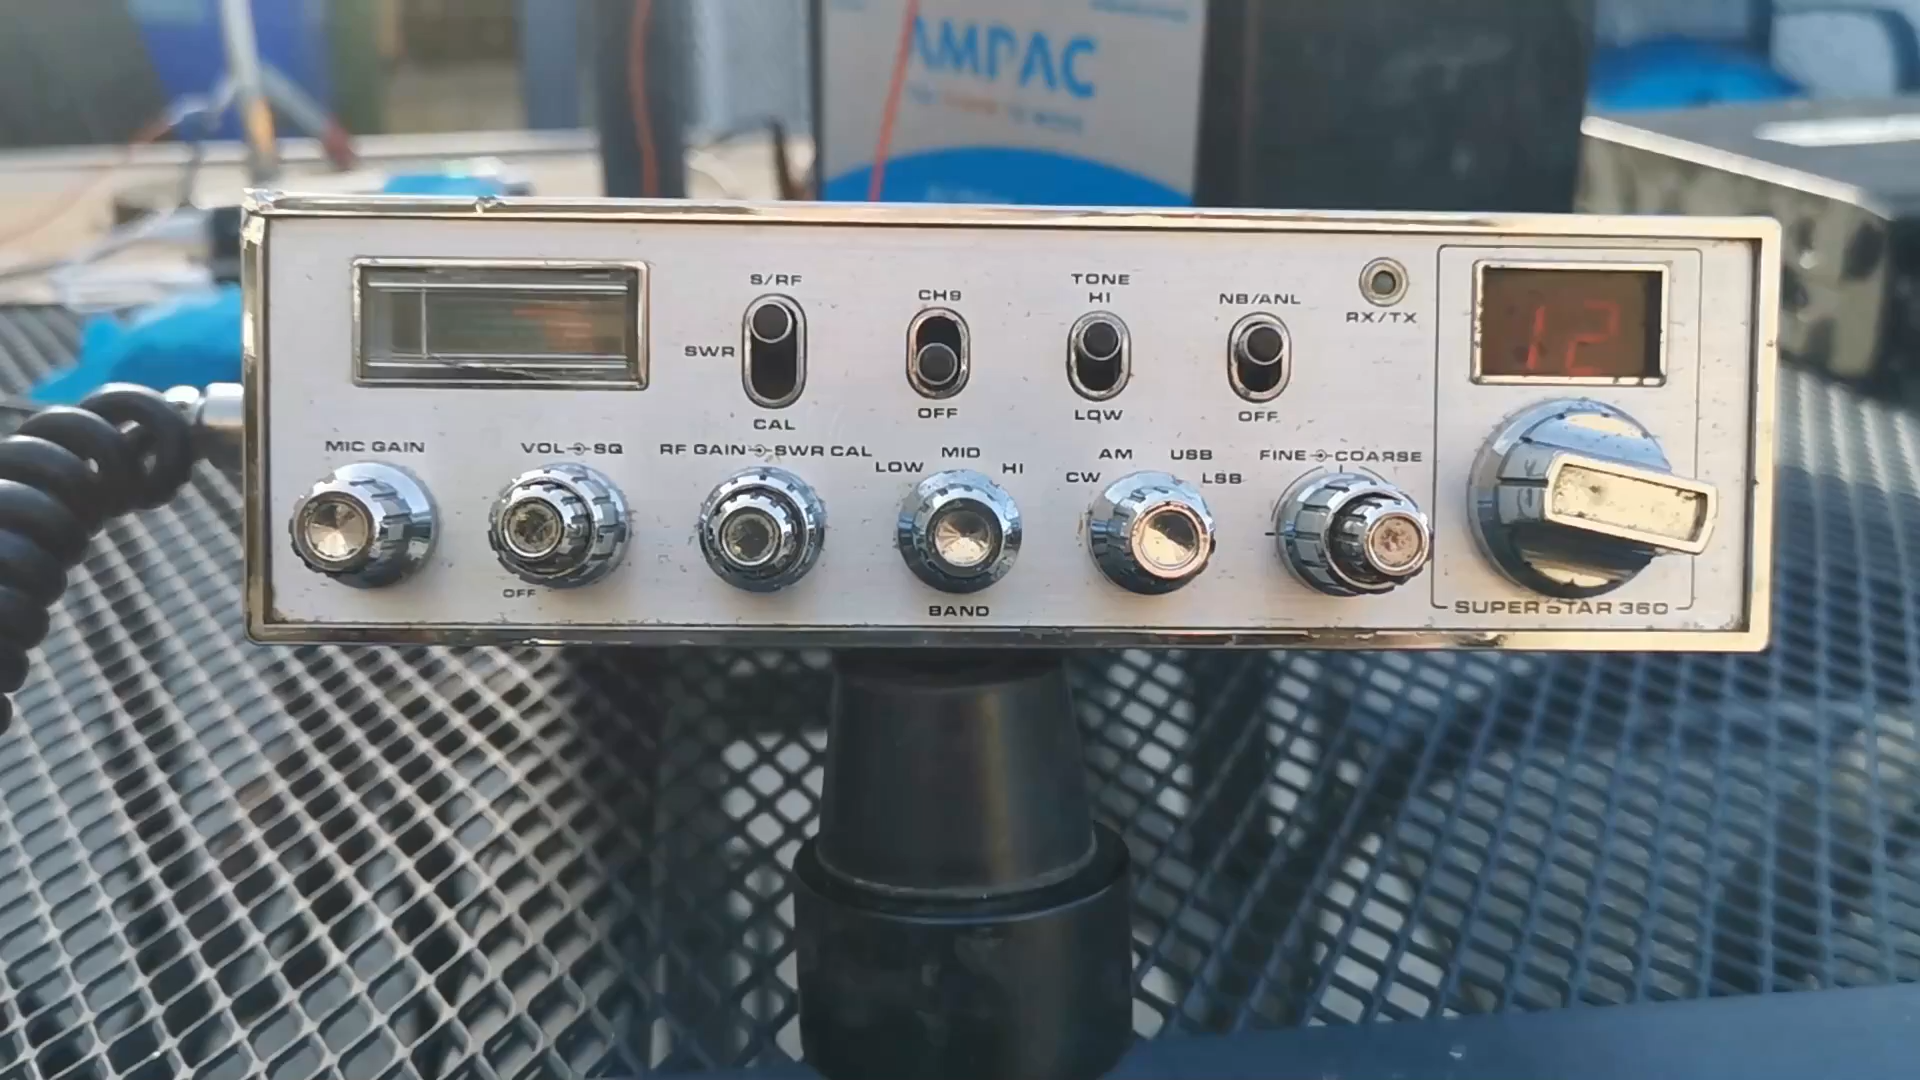 AMPAC
S/RF
SWR
CAL
CH9
OFF
TONE
HI
LOW
NB/ANL
OFF
RX/TX
12
MIC GAIN
VOL SQ
OFF
RF GAIN SWR CAL
LOW MID HI
BAND
CW AM USB LSB
FINE COARSE
SUPER STAR 360